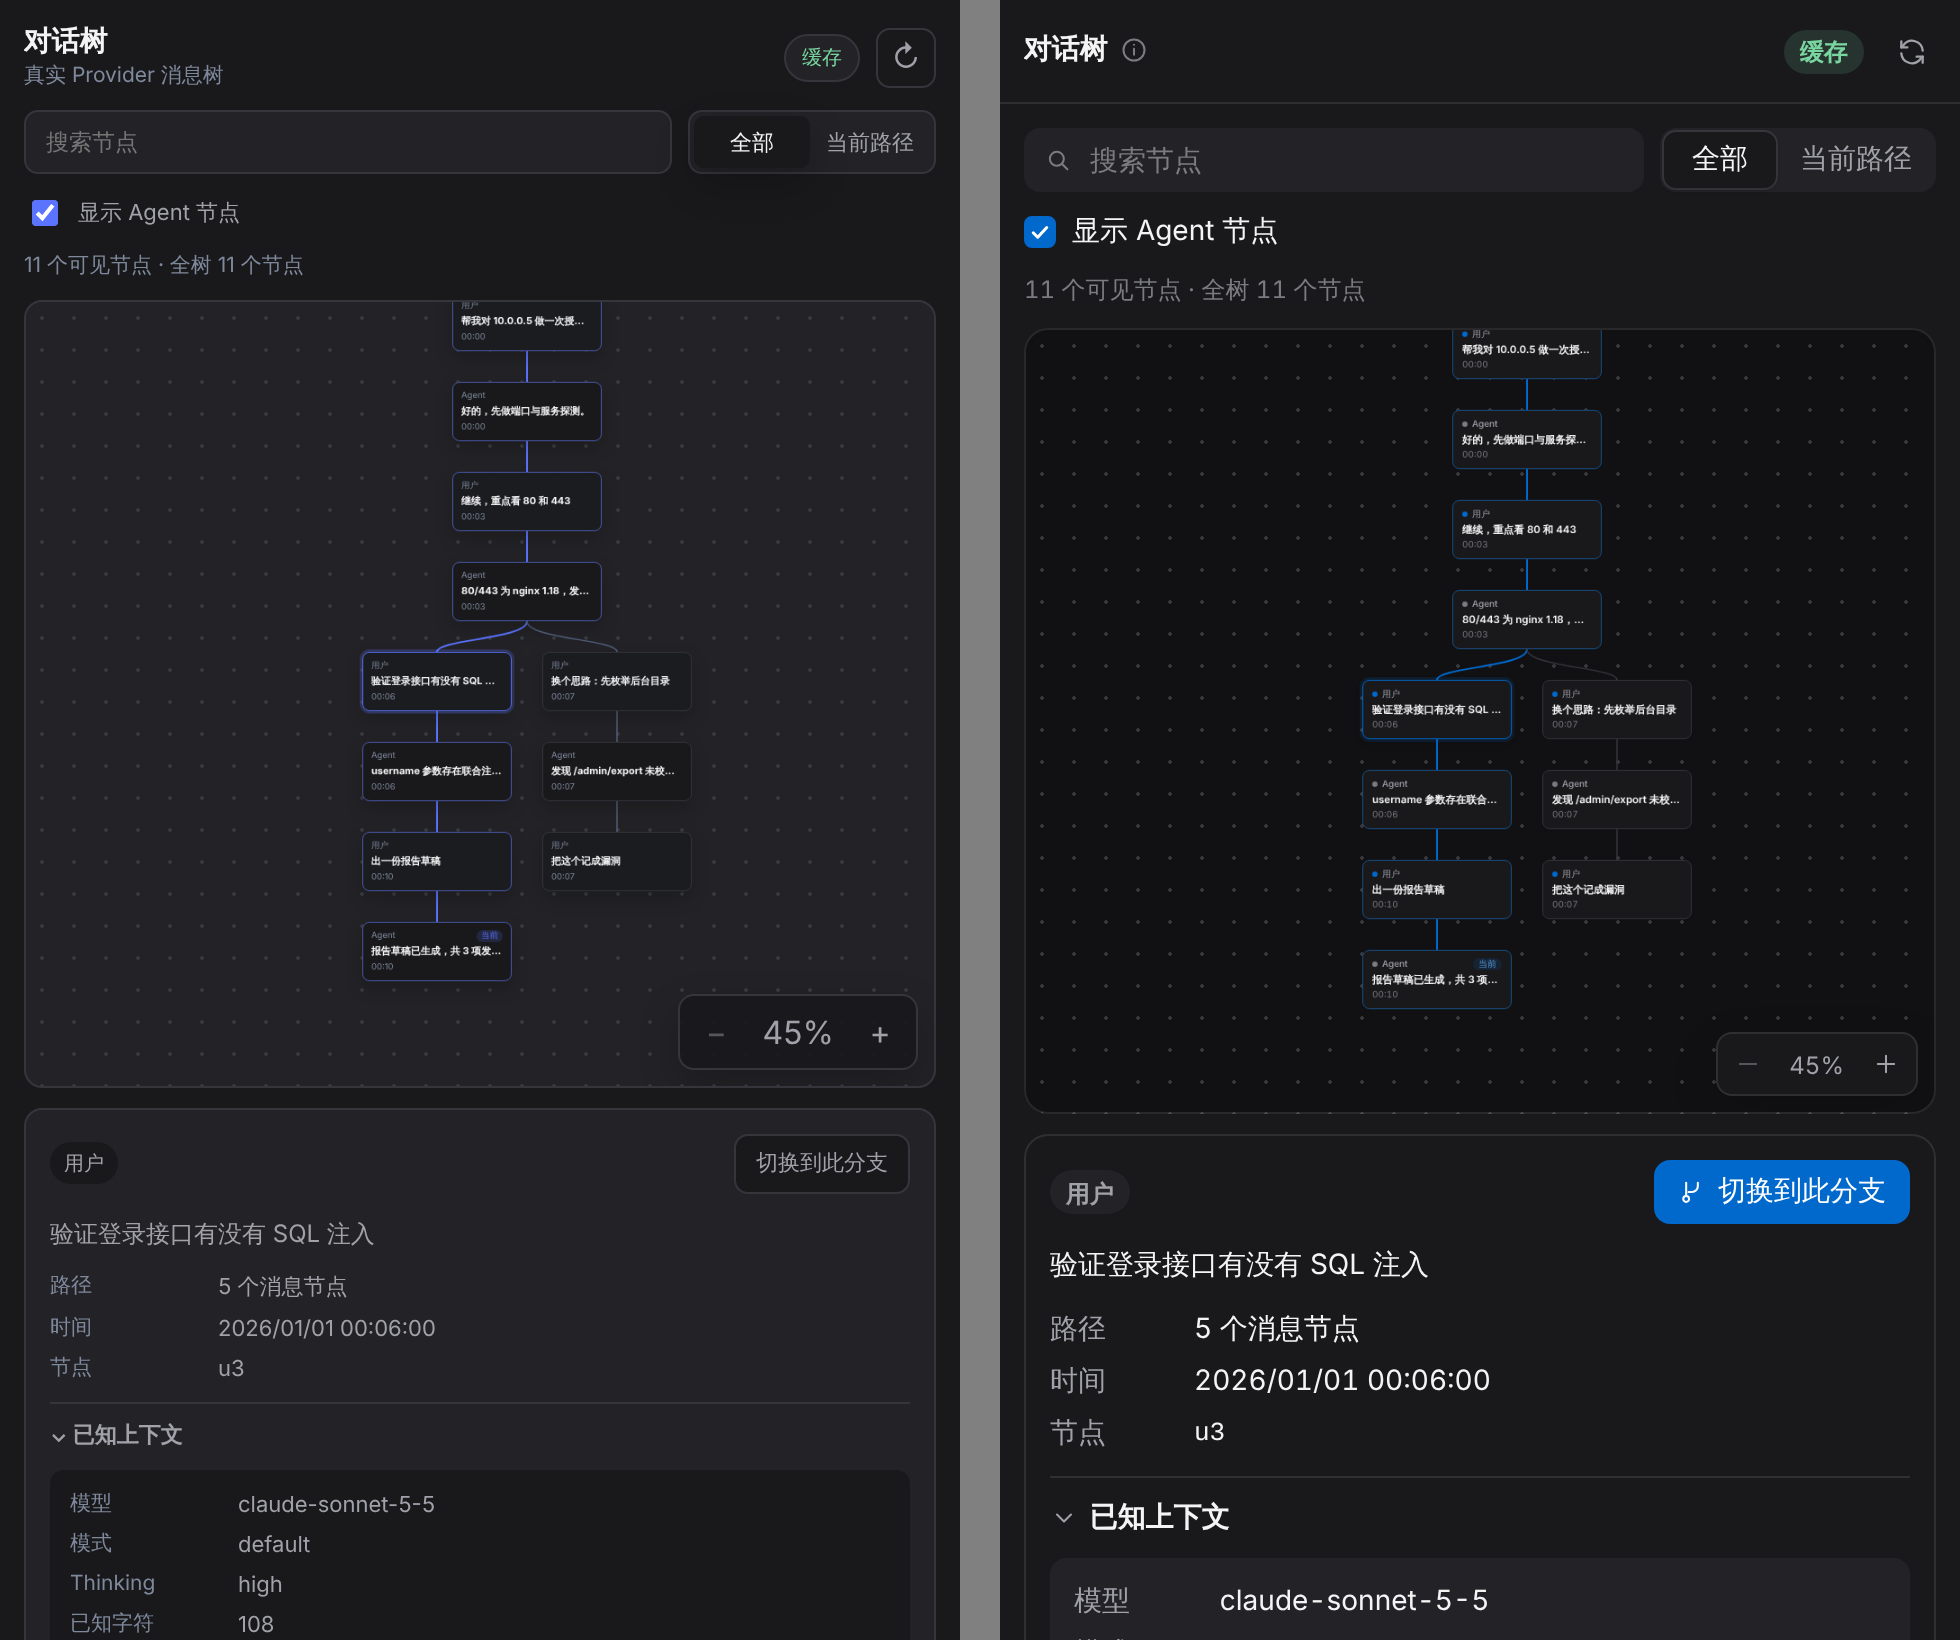 对话树
真实 Provider 消息树
缓存
搜索节点
全部
当前路径
显示 Agent 节点
11 个可见节点 · 全树 11 个节点
用户
帮我对 10.0.0.5 做一次授...
00:00
Agent
好的，先做端口与服务探测。
00:00
用户
继续，重点看 80 和 443
00:03
Agent
80/443 为 nginx 1.18，发...
00:03
用户
验证登录接口有没有 SQL ...
00:06
用户
换个思路：先枚举后台目录
00:07
Agent
username 参数存在联合注...
00:06
Agent
发现 /admin/export 未校...
00:07
用户
出一份报告草稿
00:10
用户
把这个记成漏洞
00:07
Agent
当前
报告草稿已生成，共 3 项发...
00:10
− 45% +
用户
切换到此分支
验证登录接口有没有 SQL 注入
路径 5 个消息节点
时间 2026/01/01 00:06:00
节点 u3
已知上下文
模型 claude-sonnet-5-5
模式 default
Thinking high
已知字符 108
对话树
缓存
搜索节点
全部
当前路径
显示 Agent 节点
11 个可见节点 · 全树 11 个节点
用户
帮我对 10.0.0.5 做一次授...
00:00
Agent
好的，先做端口与服务探...
00:00
用户
继续，重点看 80 和 443
00:03
Agent
80/443 为 nginx 1.18，...
00:03
用户
验证登录接口有没有 SQL ...
00:06
用户
换个思路：先枚举后台目录
00:07
Agent
username 参数存在联合...
00:06
Agent
发现 /admin/export 未校...
00:07
用户
出一份报告草稿
00:10
用户
把这个记成漏洞
00:07
Agent
当前
报告草稿已生成，共 3 项...
00:10
− 45% +
用户
切换到此分支
验证登录接口有没有 SQL 注入
路径 5 个消息节点
时间 2026/01/01 00:06:00
节点 u3
已知上下文
模型 claude-sonnet-5-5